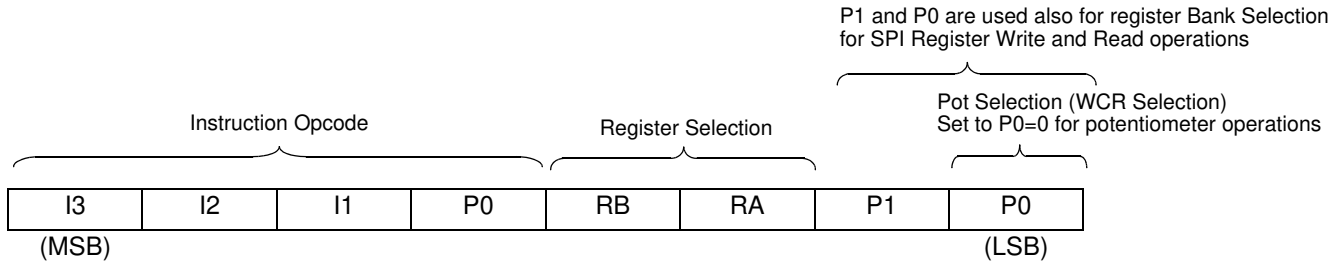 P1 and P0 are used also for register Bank Selection
for SPI Register Write and Read operations
Pot Selection (WCR Selection)
Set to P0=0 for potentiometer operations
Instruction Opcode
Register Selection
I3 I2 I1 P0 RB RA P1 P0
(MSB) (LSB)